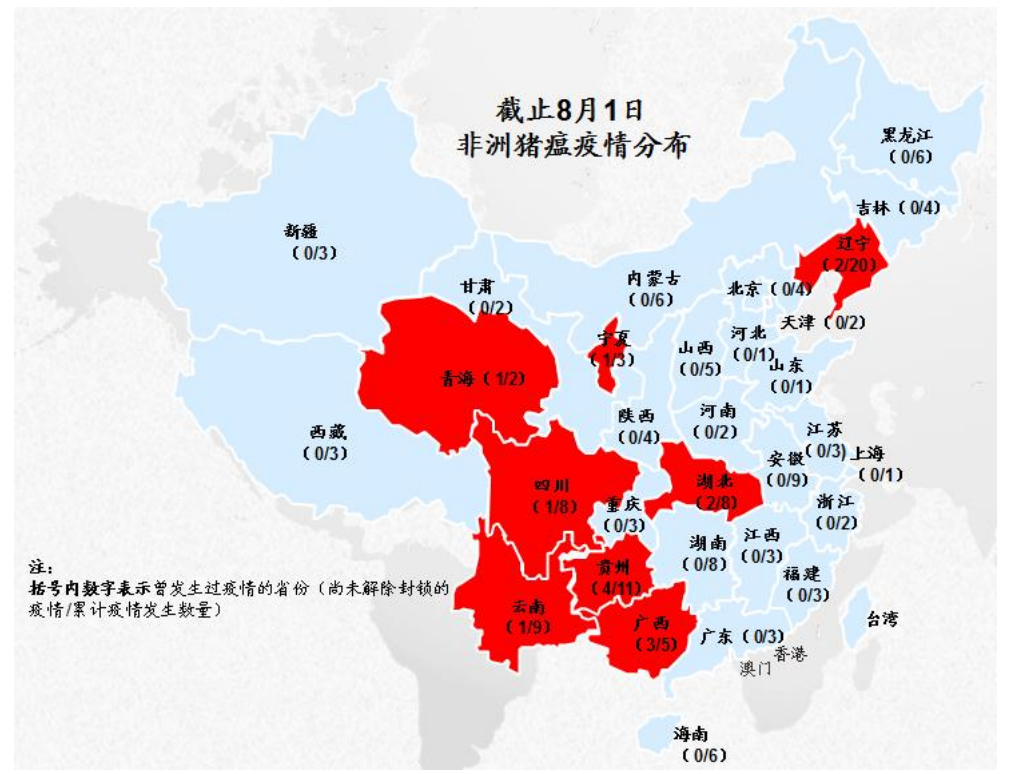 截止8月1日
非洲猪瘟疫情分布
黑龙江
（0/6）
吉林（0/4）
新疆
（0/3）
辽宁
（2/20）
内蒙古
（0/6）
甘肃
（0/2）
北京（0/4）
天津（0/2）
宁夏
（1/3）
河北
（0/1）
山西
（0/5）
山东
（0/1）
青海（1/2）
陕西
（0/4）
河南
（0/2）
西藏
（0/3）
江苏
（0/3）
上海
（0/1）
安徽
（0/9）
四川
（1/8）
湖北
（2/8）
重庆
（0/3）
浙江
（0/2）
湖南
（0/8）
江西
（0/3）
贵州
（4/11）
福建
（0/3）
注：
括号内数字表示曾发生过疫情的省份（尚未解除封锁的
疫情/累计疫情发生数量）
云南
（1/9）
广西
（3/5）
广东（0/3）
台湾
香港
澳门
海南
（0/6）